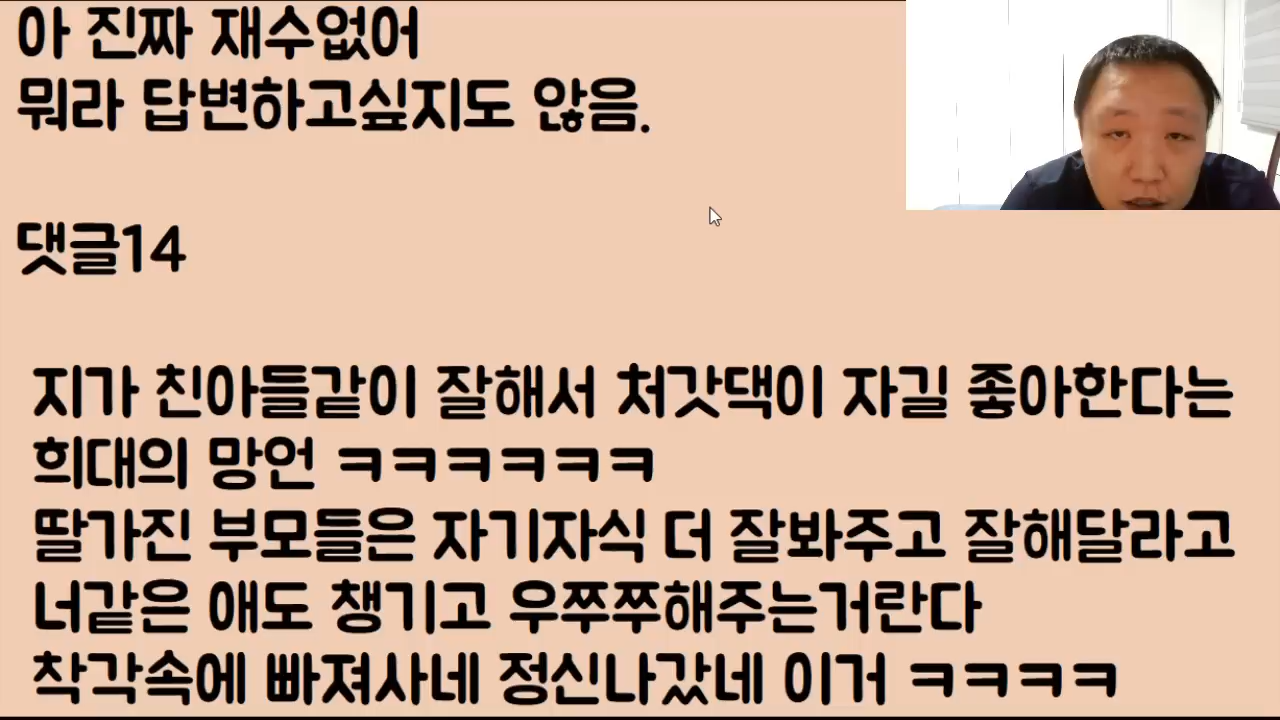 아 진짜 재수없어
뭐라 답변하고싶지도 않음.
댓글14
지가 친아들같이 잘해서 처갓댁이 자길 좋아한다는
희대의 망언 ㅋㅋㅋㅋㅋㅋ
딸가진 부모들은 자기자식 더 잘봐주고 잘해달라고
너같은 애도 챙기고 우쭈쭈해주는거란다
착각속에 빠져사네 정신나갔네 이거 ㅋㅋㅋㅋ